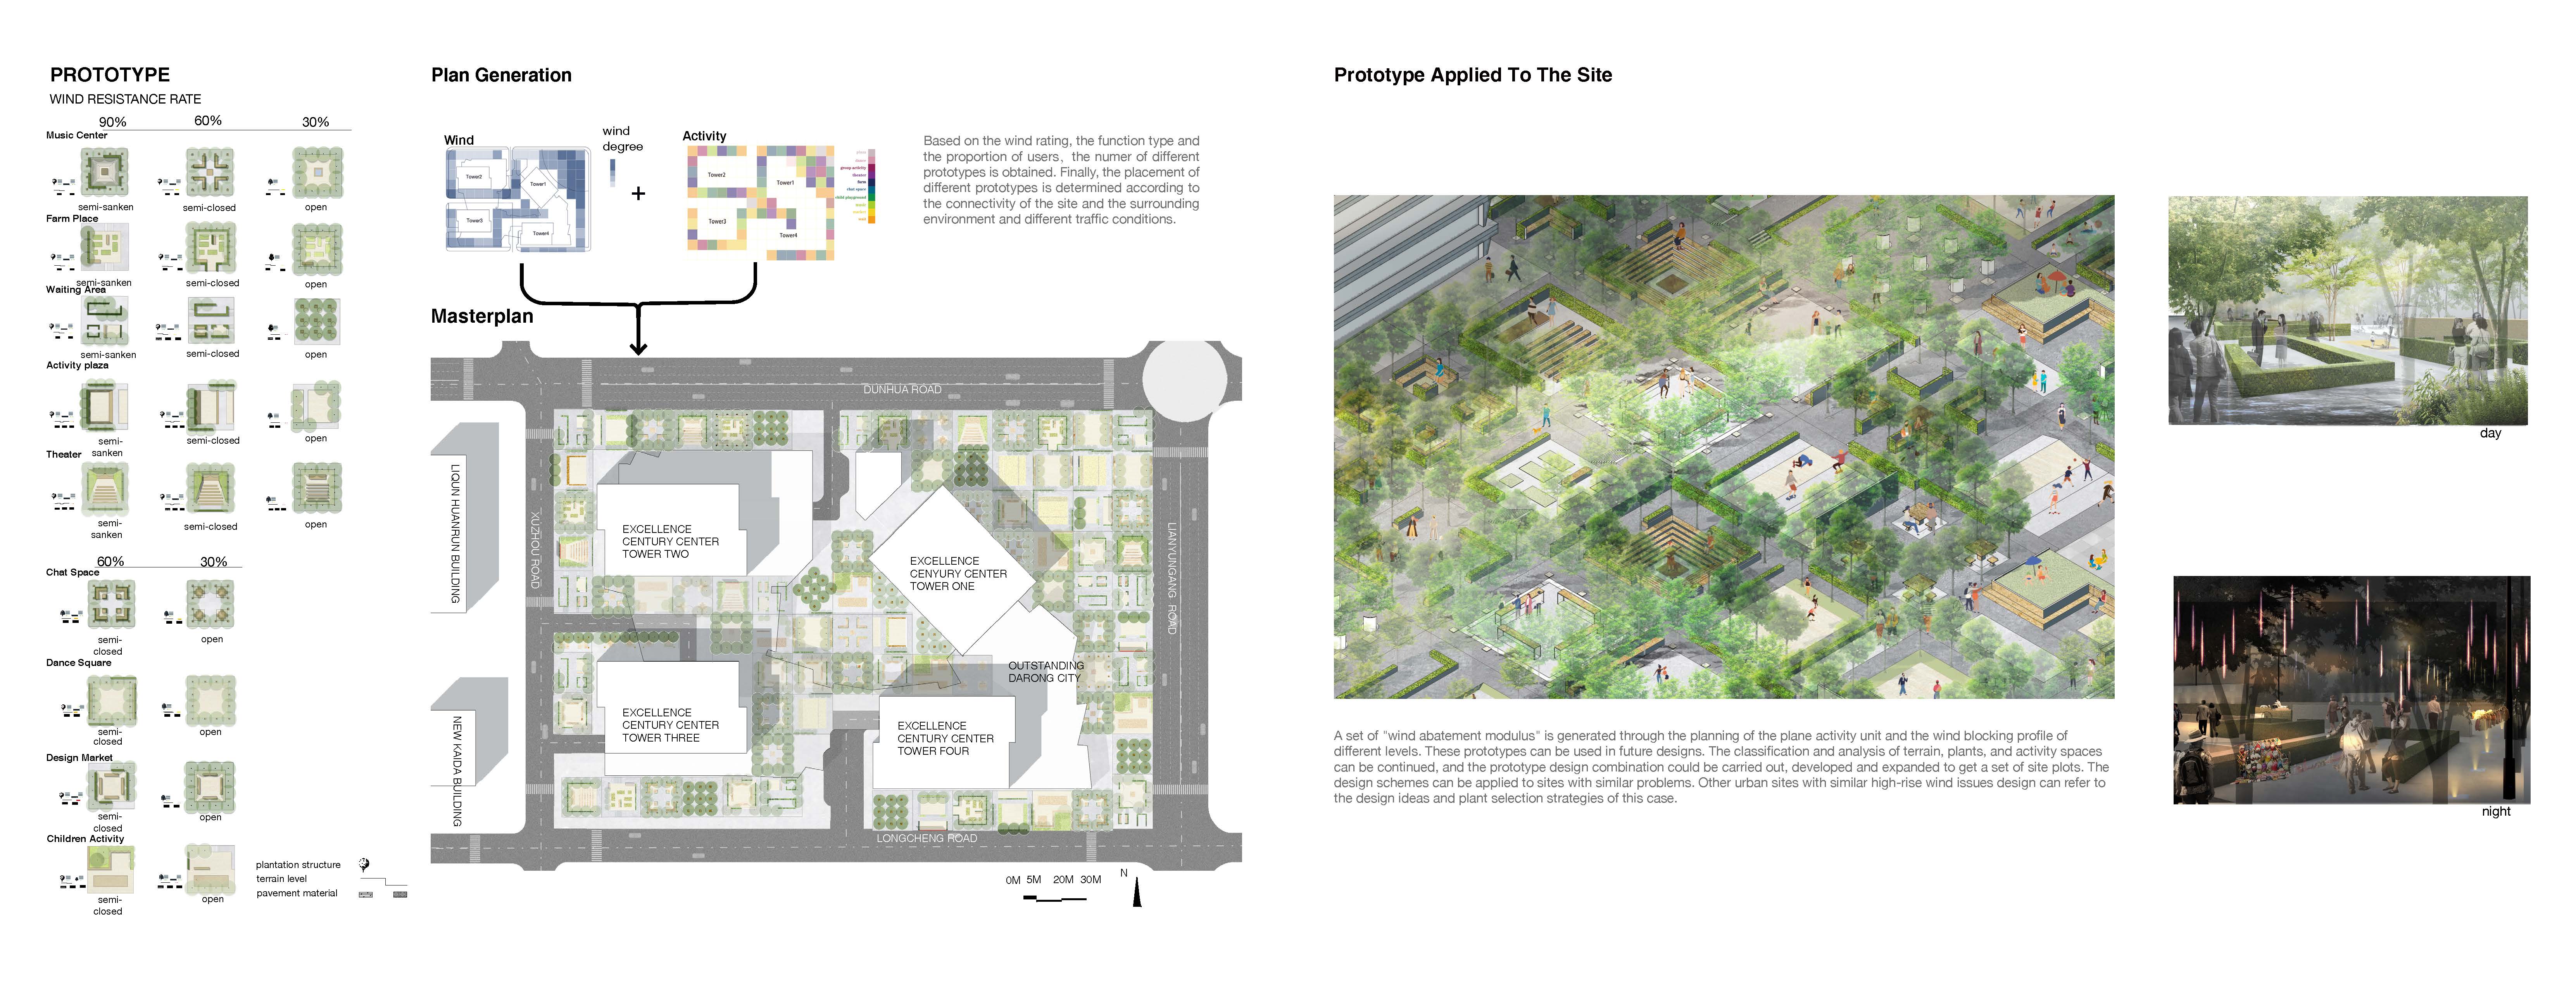 PROTOTYPE
WIND RESISTANCE RATE
90%
60%
30%
Music Center
semi-sanken
semi-closed
open
Farm Place
semi-sanken
semi-closed
open
Waiting Area
semi-sanken
semi-closed
open
Activity plaza
semi-
sanken
semi-closed
open
Theater
semi-
sanken
semi-closed
open
60%
30%
Chat Space
semi-
closed
open
Dance Square
semi-
closed
open
Design Market
semi-
closed
open
Children Activity
semi-
closed
open
plantation structure
terrain level
pavement material
Plan Generation
Wind
Tower2
Tower1
Tower3
Tower4
wind
degree
+
Activity
Tower2
Tower1
Tower3
Tower4
group activity
theater
farm
chat space
child playground
Based on the wind rating, the function type and
the proportion of users, the numer of different
prototypes is obtained. Finally, the placement of
different prototypes is determined according to
the connectivity of the site and the surrounding
environment and different traffic conditions.
Masterplan
DUNHUA ROAD
LIQUN HUANRUN BUILDING
XUZHOU ROAD
EXCELLENCE
CENTURY CENTER
TOWER TWO
EXCELLENCE
CENYURY CENTER
TOWER ONE
LIANYUNGANG ROAD
OUTSTANDING
DARONG CITY
NEW KAIDA BUILDING
EXCELLENCE
CENTURY CENTER
TOWER THREE
EXCELLENCE
CENTURY CENTER
TOWER FOUR
LONGCHENG ROAD
0M 5M 20M 30M
N
Prototype Applied To The Site
A set of "wind abatement modulus" is generated through the planning of the plane activity unit and the wind blocking profile of
different levels. These prototypes can be used in future designs. The classification and analysis of terrain, plants, and activity spaces
can be continued, and the prototype design combination could be carried out, developed and expanded to get a set of site plots. The
design schemes can be applied to sites with similar problems. Other urban sites with similar high-rise wind issues design can refer to
the design ideas and plant selection strategies of this case.
day
night